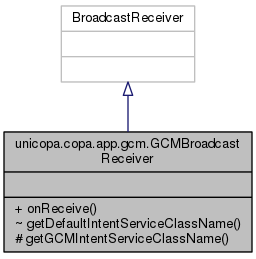 BroadcastReceiver
unicopa.copa.app.gcm.GCMBroadcast
Receiver
+ onReceive()
~ getDefaultIntentServiceClassName()
# getGCMIntentServiceClassName()